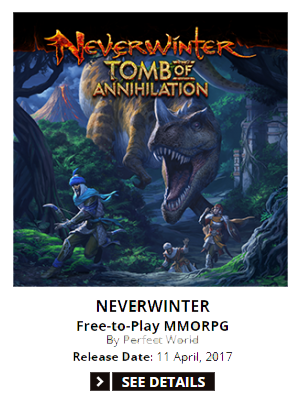 NEVERWINTER
TOMB OF
ANNIHILATION
NEVERWINTER
Free-to-Play MMORPG
By Perfect World
Release Date: 11 April, 2017
SEE DETAILS